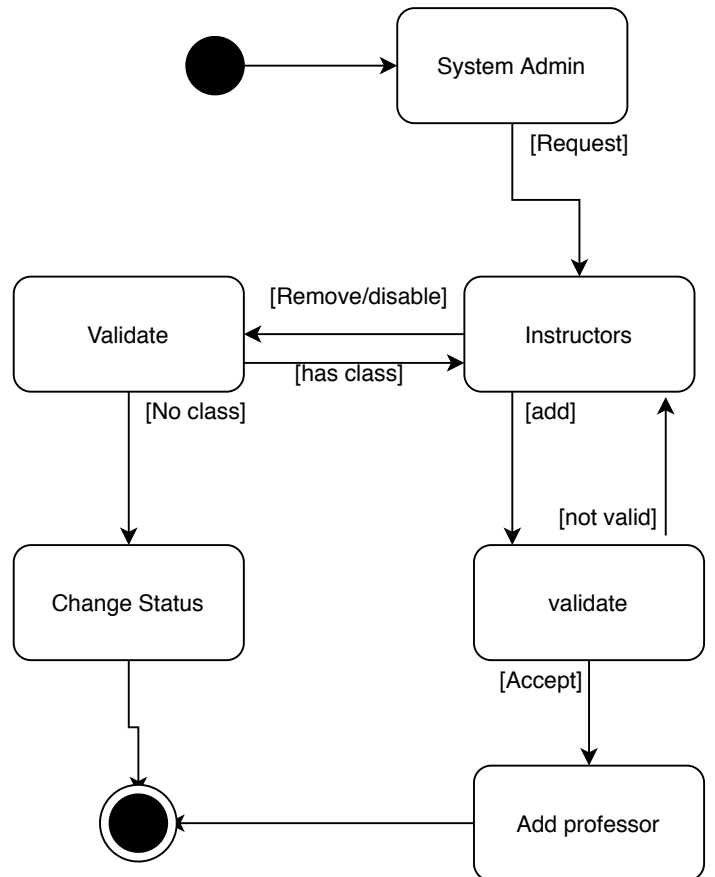 System Admin
[Request]
[Remove/disable]
Validate
Instructors
[has class]
[No class]
[add]
[not valid]
Change Status
validate
[Accept]
Add professor